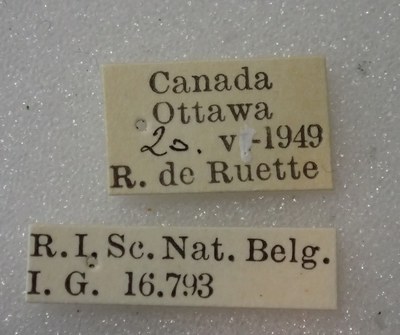 Canada
Ottawa
20. v -1949
R. de Ruette
R. I. Sc. Nat. Belg.
I. G. 16.793